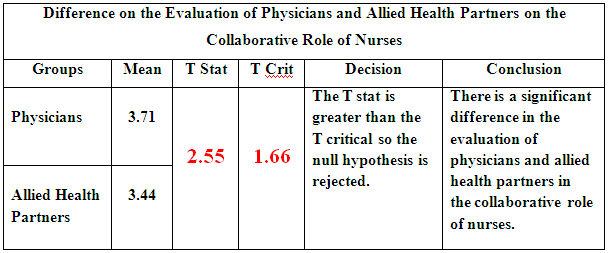 Difference on the Evaluation of Physicians and Allied Health Partners on the
Collaborative Role of Nurses
Groups Mean T Stat T Crit Decision Conclusion
Physicians 3.71
Allied Health
Partners
3.44
2.55 1.66
The T stat is
greater than the
T critical so the
null hypothesis is
rejected.
There is a significant
difference in the
evaluation of
physicians and allied
health partners in
the collaborative role
of nurses.